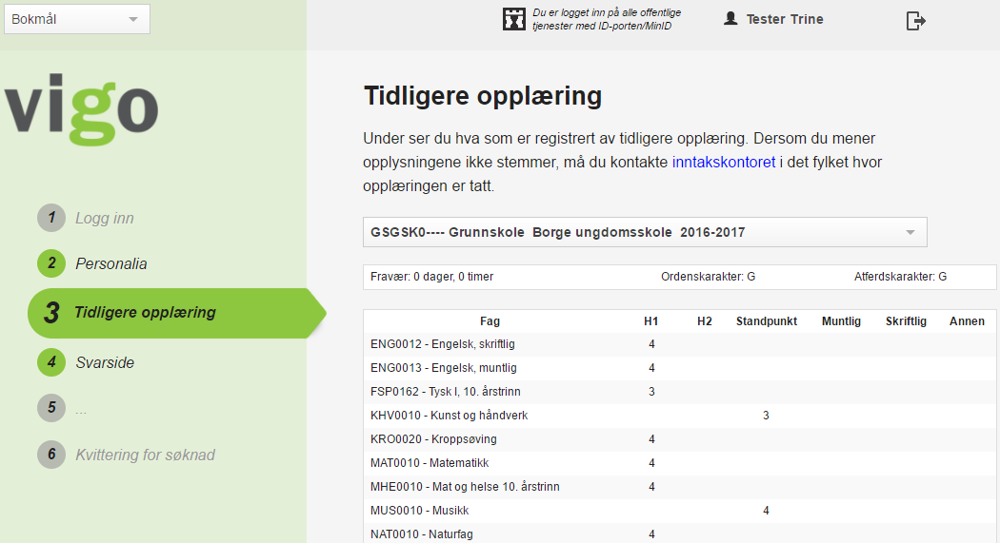 Bokmål
Du er logget inn på alle offentlige
tjenester med ID-porten/MinID
Tester Trine
vigo
1 Logg inn
2 Personalia
3 Tidligere opplæring
4 Svarside
5 ...
6 Kvittering for søknad
Tidligere opplæring
Under ser du hva som er registrert av tidligere opplæring. Dersom du mener
opplysningene ikke stemmer, må du kontakte inntakskontoret i det fylket hvor
opplæringen er tatt.
GSGSK0---- Grunnskole Borge ungdomsskole 2016-2017
Fravær: 0 dager, 0 timer Ordenskarakter: G Atferdskarakter: G
Fag H1 H2 Standpunkt Muntlig Skriftlig Annen
ENG0012 - Engelsk, skriftlig 4
ENG0013 - Engelsk, muntlig 4
FSP0162 - Tysk I, 10. årstrinn 3
KHV0010 - Kunst og håndverk 3
KRO0020 - Kroppsøving 4
MAT0010 - Matematikk 4
MHE0010 - Mat og helse 10. årstrinn 4
MUS0010 - Musikk 4
NAT0010 - Naturfag 4